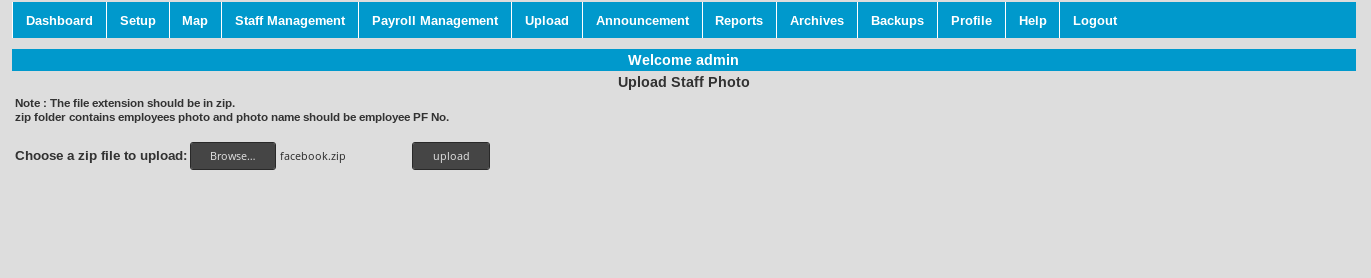 Dashboard Setup Map Staff Management Payroll Management Upload Announcement Reports Archives Backups Profile Help Logout
Welcome admin
Upload Staff Photo
Note : The file extension should be in zip.
zip folder contains employees photo and photo name should be employee PF No.
Choose a zip file to upload: Browse... facebook.zip upload